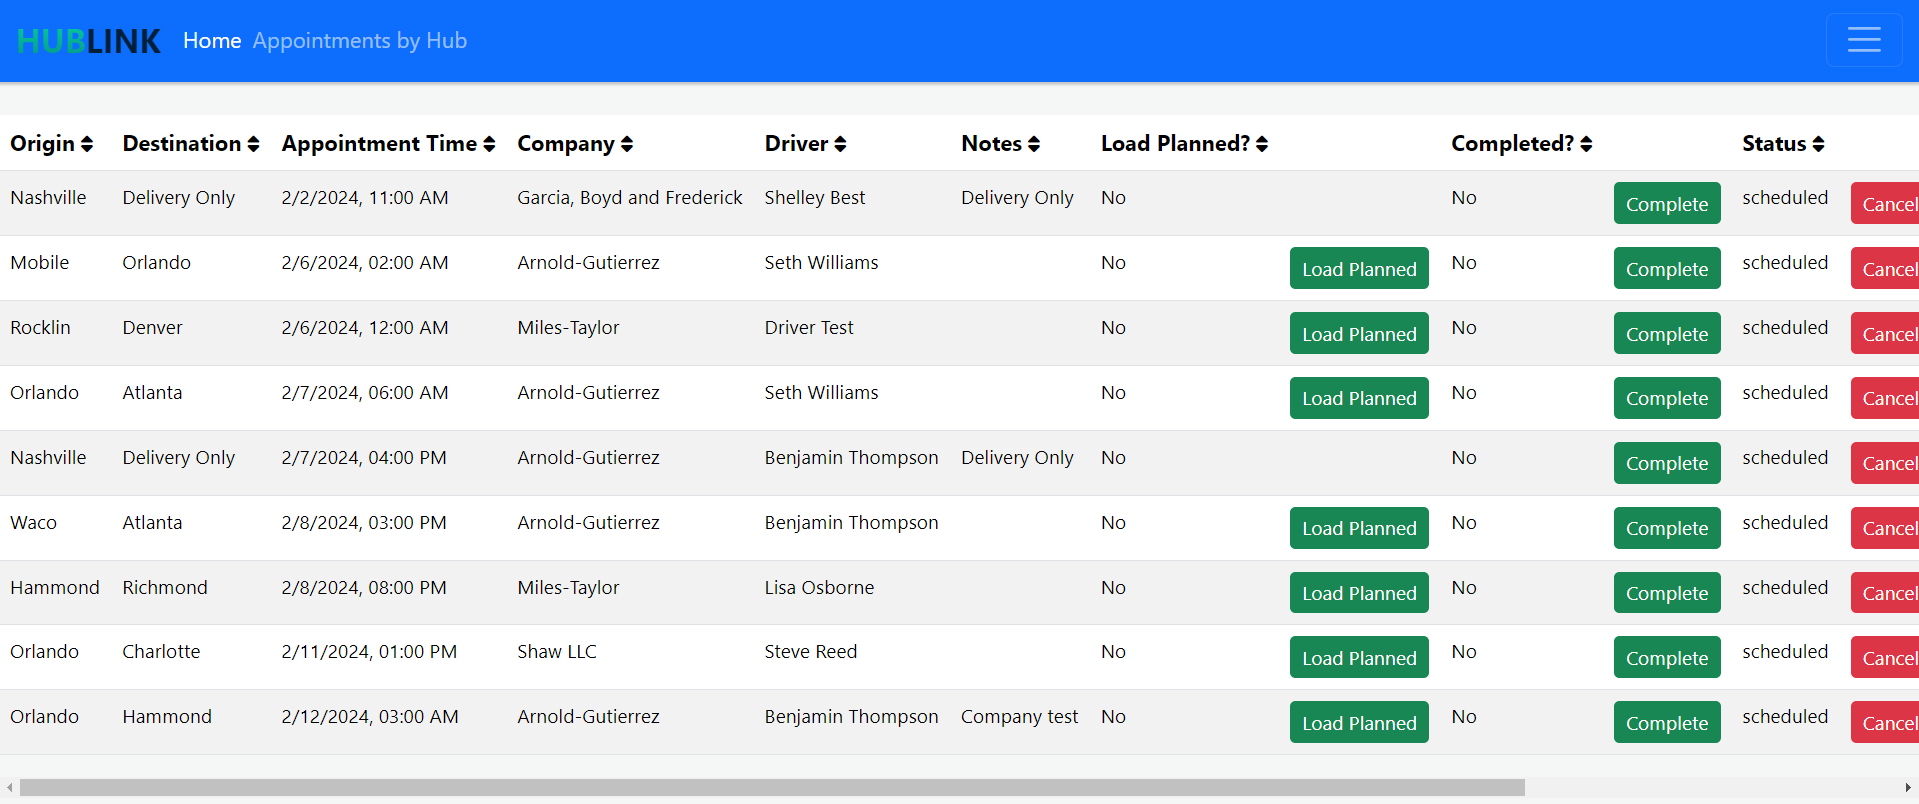 HUBLINK Home Appointments by Hub
Origin Destination Appointment Time Company Driver Notes Load Planned? Completed? Status
Nashville Delivery Only 2/2/2024, 11:00 AM Garcia, Boyd and Frederick Shelley Best Delivery Only No No Complete scheduled Cancel
Mobile Orlando 2/6/2024, 02:00 AM Arnold-Gutierrez Seth Williams No Load Planned No Complete scheduled Cancel
Rocklin Denver 2/6/2024, 12:00 AM Miles-Taylor Driver Test No Load Planned No Complete scheduled Cancel
Orlando Atlanta 2/7/2024, 06:00 AM Arnold-Gutierrez Seth Williams No Load Planned No Complete scheduled Cancel
Nashville Delivery Only 2/7/2024, 04:00 PM Arnold-Gutierrez Benjamin Thompson Delivery Only No No Complete scheduled Cancel
Waco Atlanta 2/8/2024, 03:00 PM Arnold-Gutierrez Benjamin Thompson No Load Planned No Complete scheduled Cancel
Hammond Richmond 2/8/2024, 08:00 PM Miles-Taylor Lisa Osborne No Load Planned No Complete scheduled Cancel
Orlando Charlotte 2/11/2024, 01:00 PM Shaw LLC Steve Reed No Load Planned No Complete scheduled Cancel
Orlando Hammond 2/12/2024, 03:00 AM Arnold-Gutierrez Benjamin Thompson Company test No Load Planned No Complete scheduled Cancel